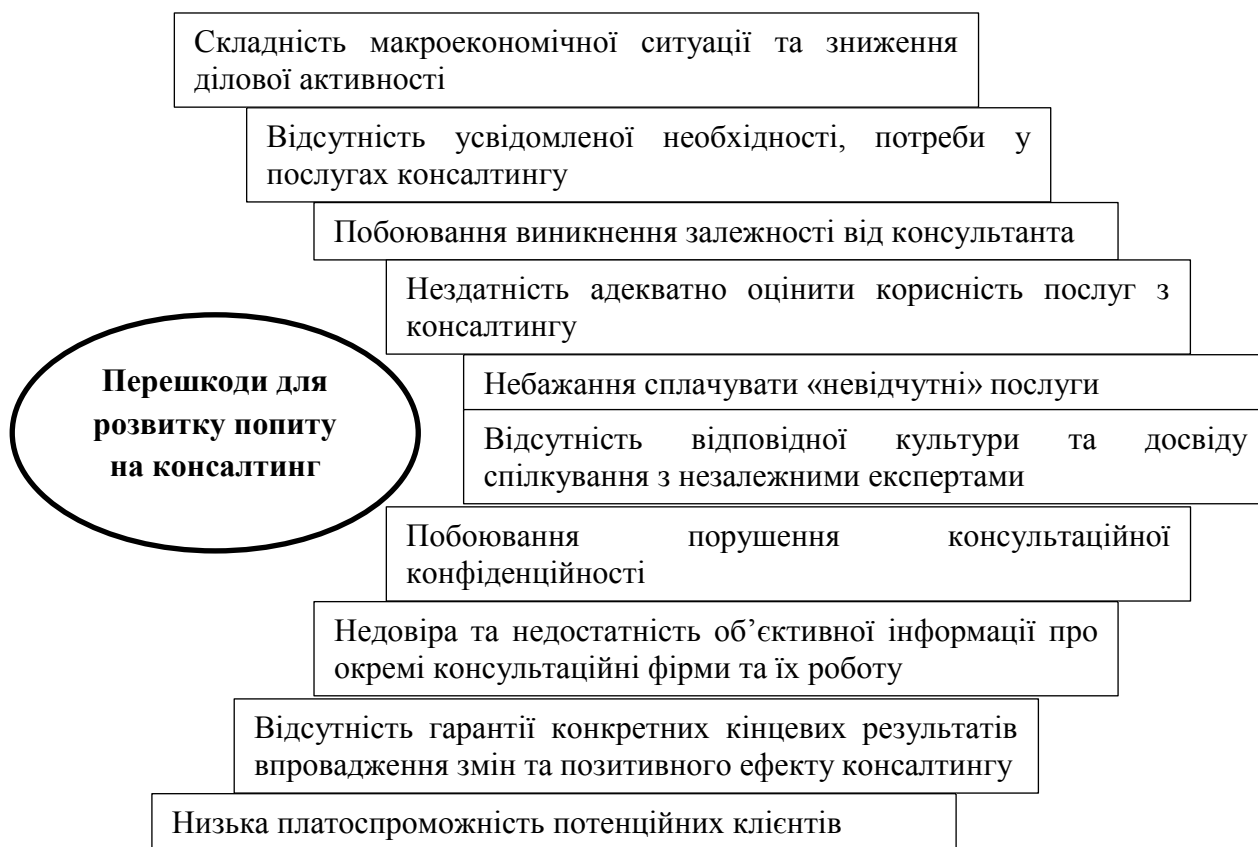 Складність макроекономічної ситуації та зниження
ділової активності
Відсутність усвідомленої необхідності, потреби у
послугах консалтингу
Побоювання виникнення залежності від консультанта
Нездатність адекватно оцінити корисність послуг з
консалтингу
Перешкоди для
розвитку попиту
на консалтинг
Небажання сплачувати «невідчутні» послуги
Відсутність відповідної культури та досвіду
спілкування з незалежними експертами
Побоювання порушення консультаційної
конфіденційності
Недовіра та недостатність об’єктивної інформації про
окремі консультаційні фірми та їх роботу
Відсутність гарантії конкретних кінцевих результатів
впровадження змін та позитивного ефекту консалтингу
Низька платоспроможність потенційних клієнтів